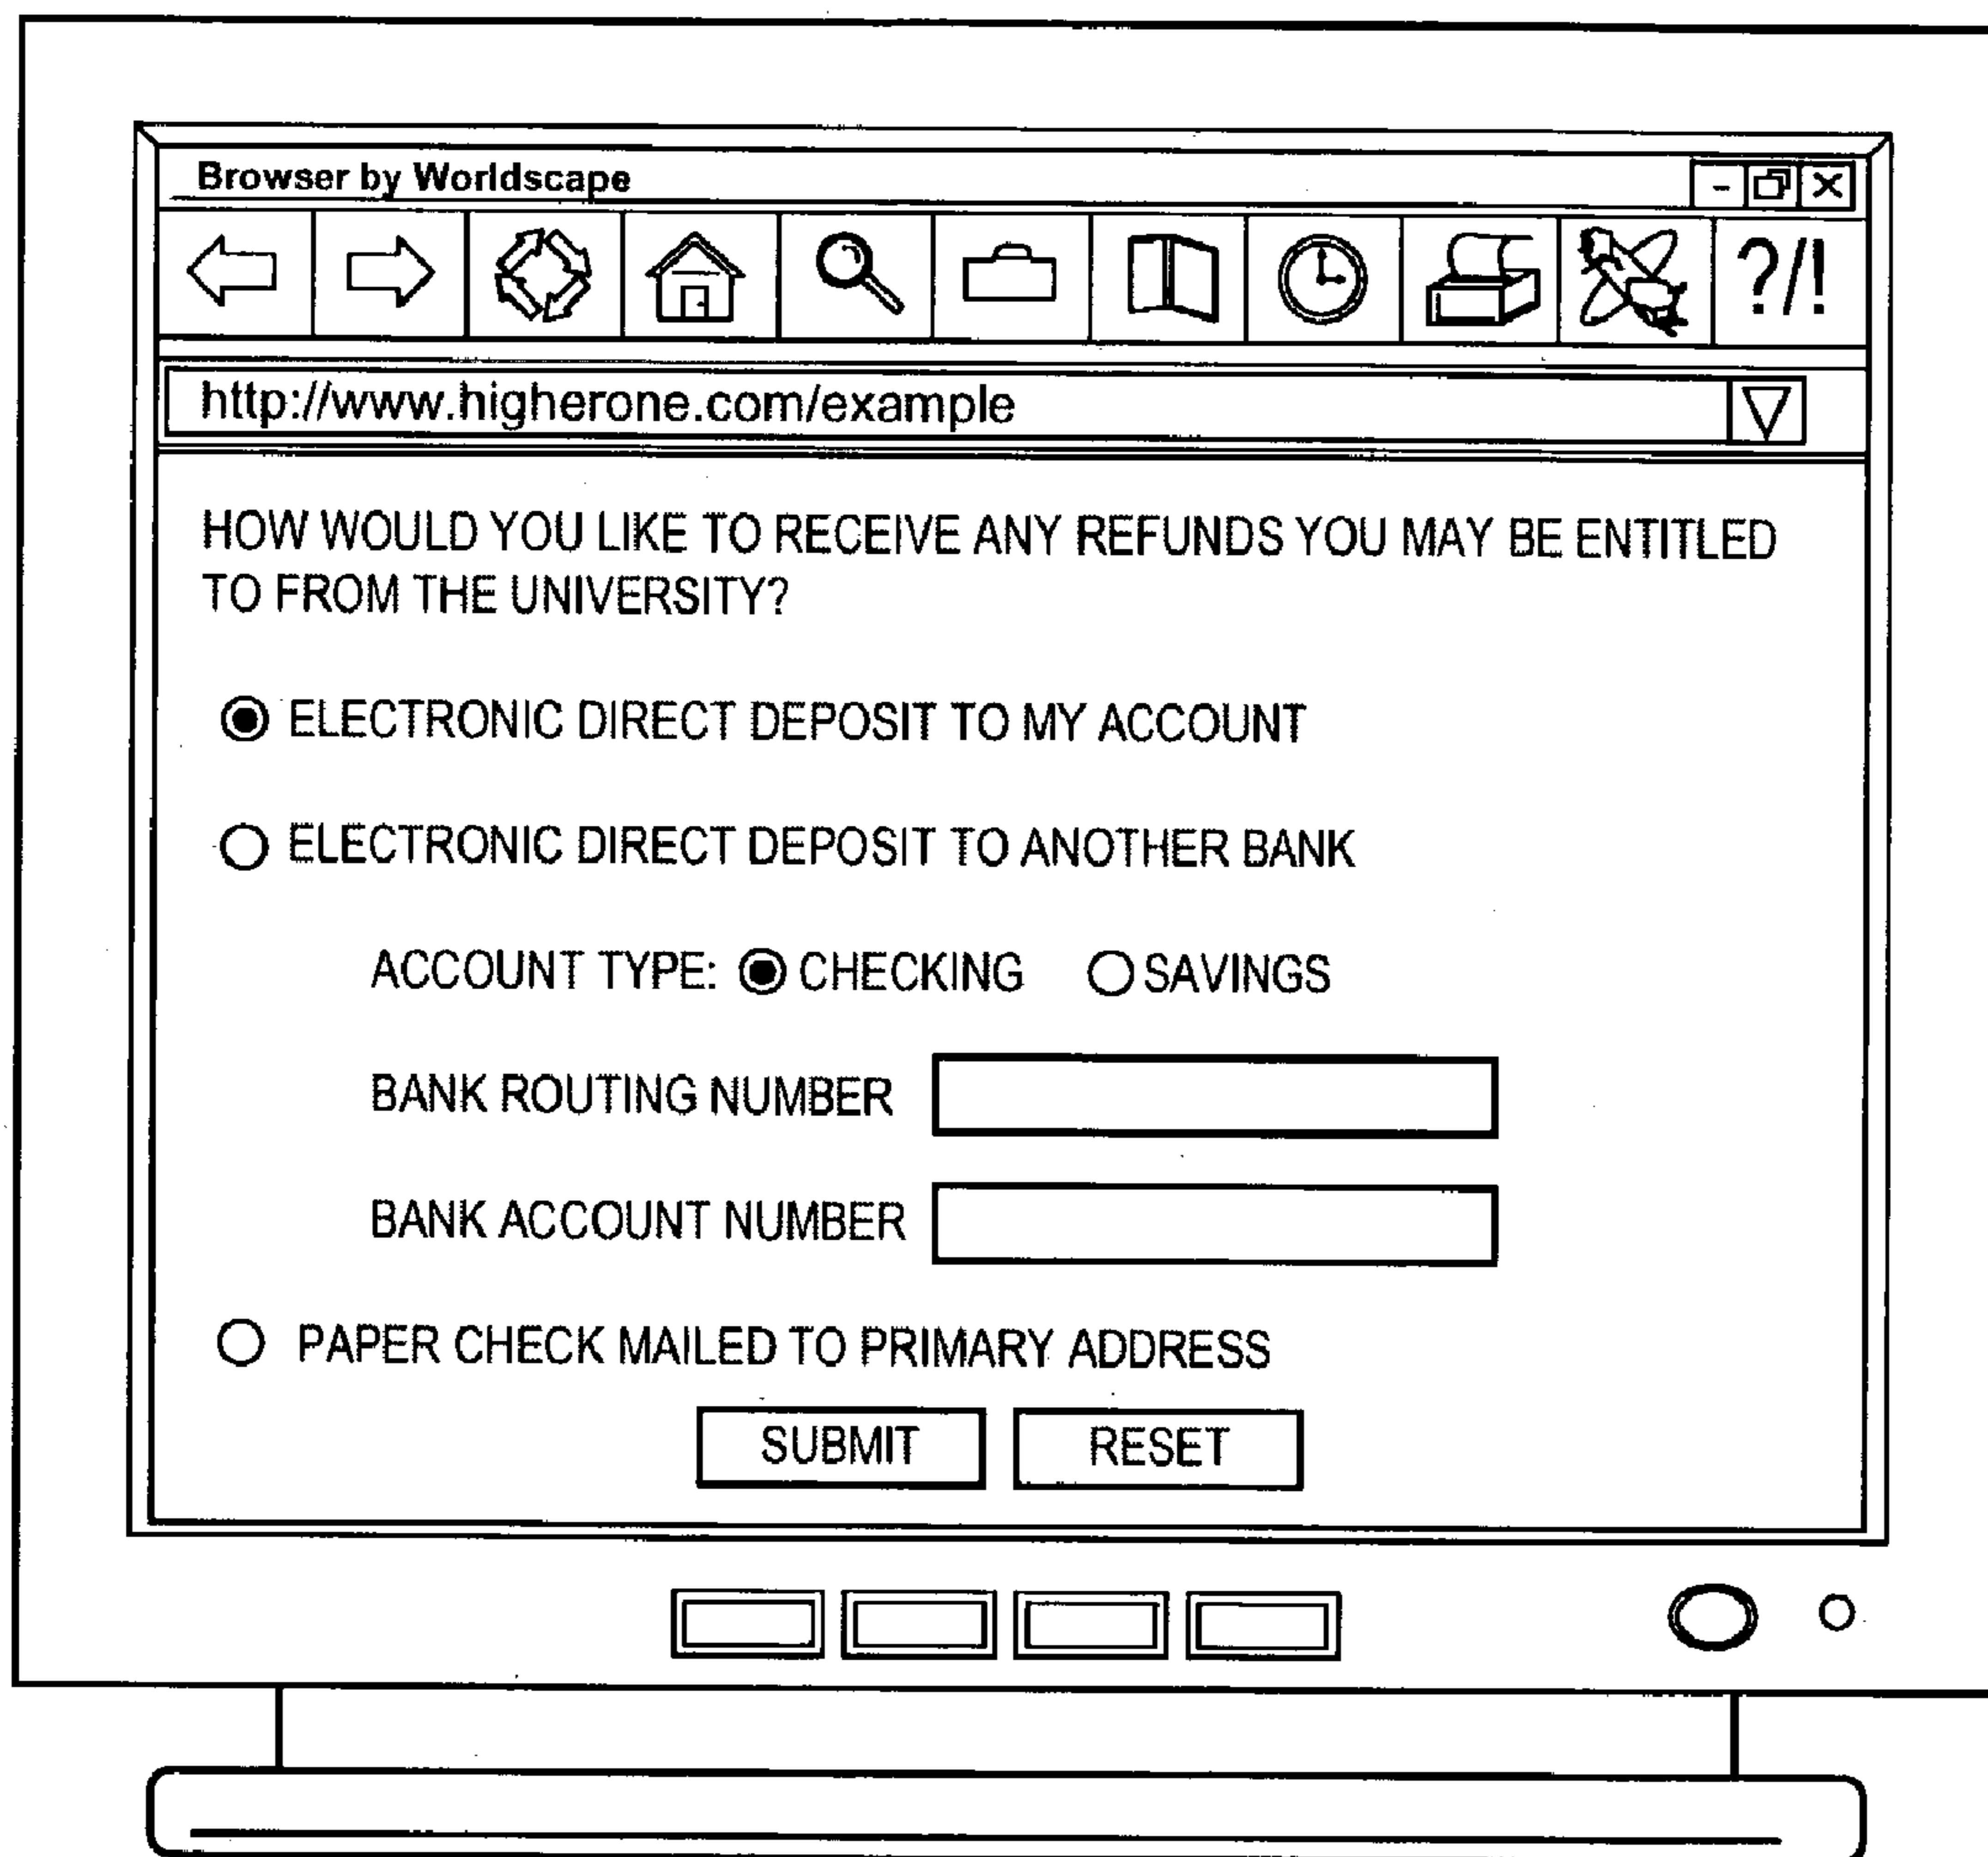 Browser by Worldscape
?/!
http://www.higherone.com/example
HOW WOULD YOU LIKE TO RECEIVE ANY REFUNDS YOU MAY BE ENTITLED
TO FROM THE UNIVERSITY?
ELECTRONIC DIRECT DEPOSIT TO MY ACCOUNT
ELECTRONIC DIRECT DEPOSIT TO ANOTHER BANK
ACCOUNT TYPE: CHECKING SAVINGS
BANK ROUTING NUMBER
BANK ACCOUNT NUMBER
PAPER CHECK MAILED TO PRIMARY ADDRESS
SUBMIT RESET